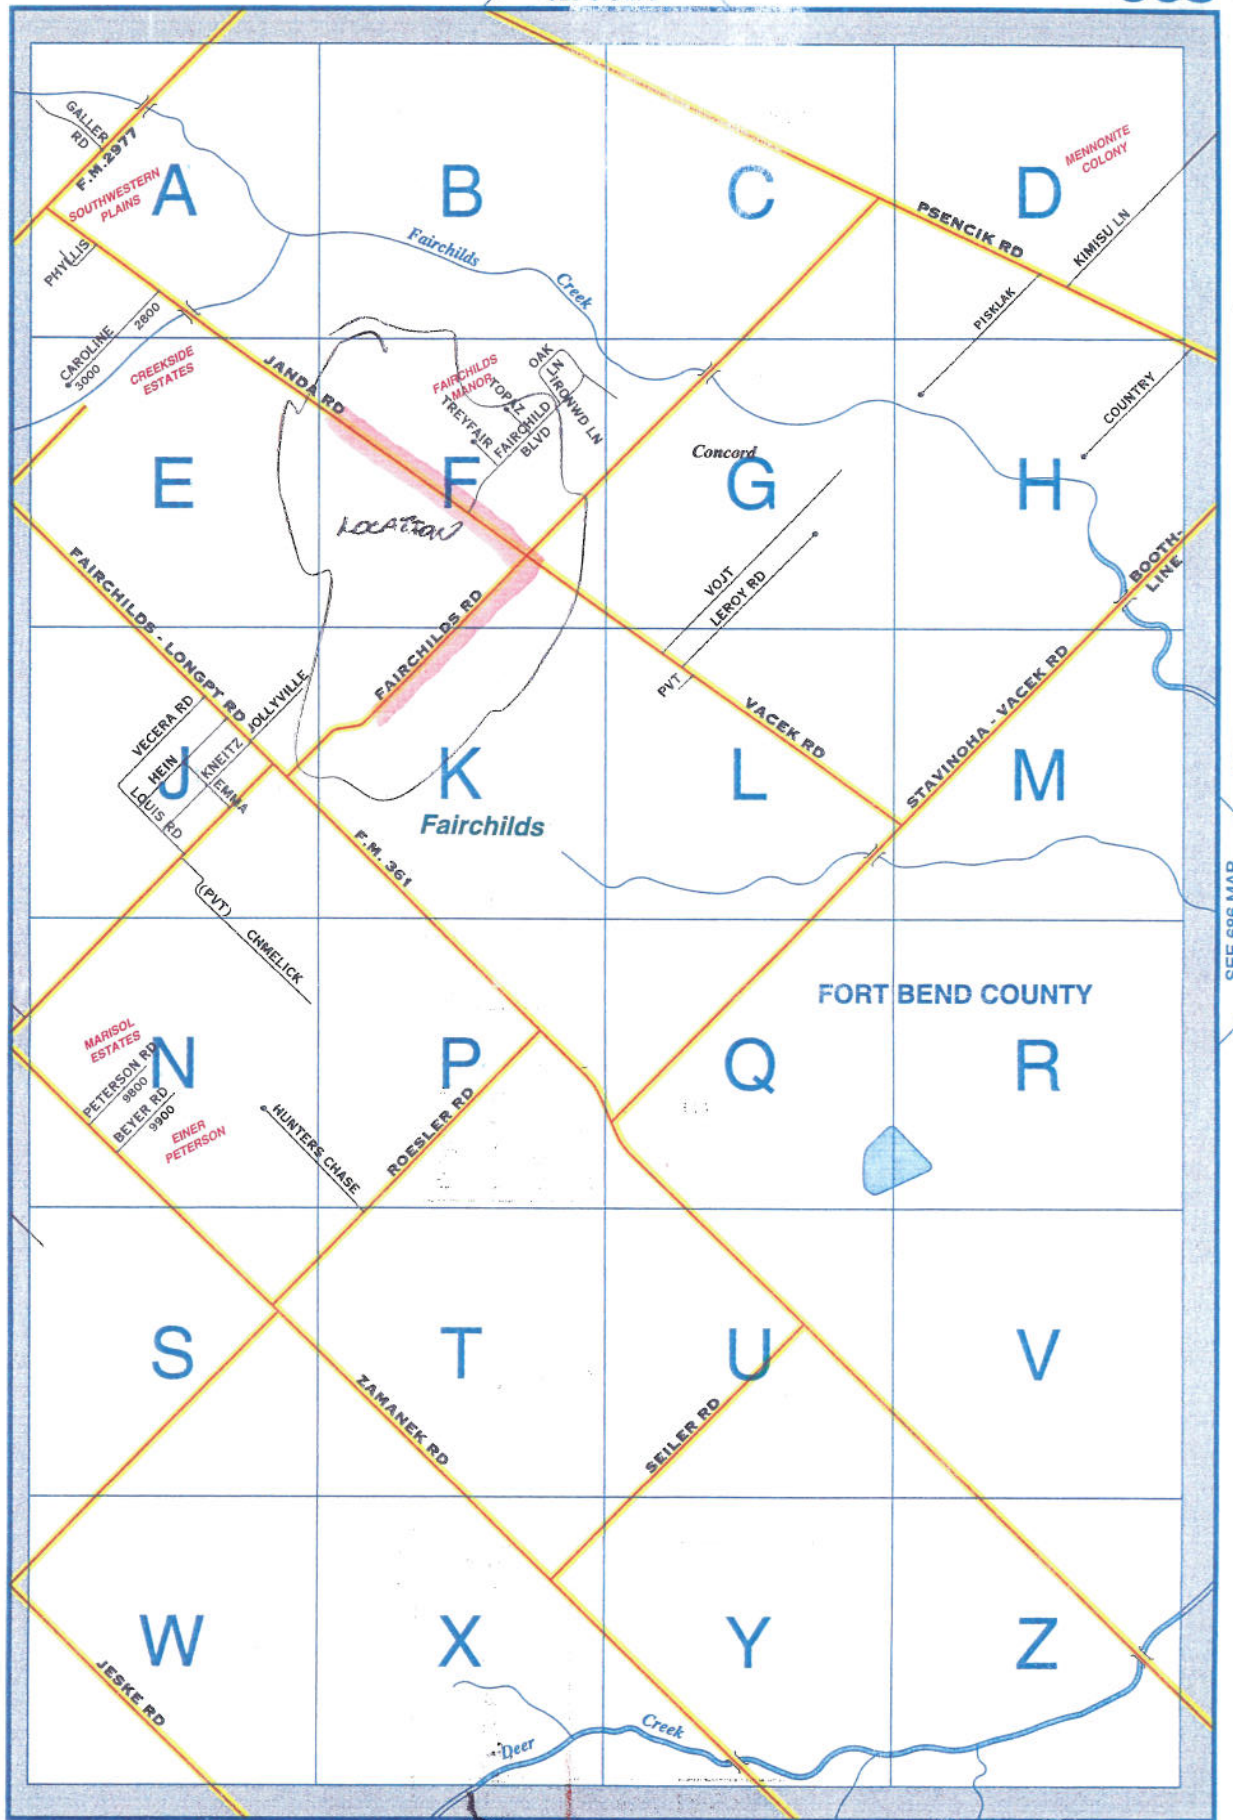 GALLER
RD
F.M. 2977
SOUTHWESTERN
PLAINS
A
B
C
D
MENNONITE
COLONY
PSENCIK RD
KIMISU LN
PISKLAK
PHYLLIS
Fairchilds
Creek
CAROLINE
2800
3000
CREEKSIDE
ESTATES
JANDA RD
FAIRCHILDS
MANOR
TOPAZ
TREYFAIR
OAK
LN
IRONWD LN
FAIRCHILD
BLVD
COUNTRY
Concord
E
F
G
H
LOCATION
VOJT
LEROY RD
BOOTH-
LINE
FAIRCHILDS - LONGPT RD
FAIRCHILDS RD
PVT
VACEK RD
STAVINOHA - VACEK RD
VECERA RD
HEIN
KNEITZ
JOLLYVILLE
EMMA
LOUIS RD
J
K
L
M
Fairchilds
F.M. 361
(PVT)
CHMELICK
SEE 686 MAP
FORT BEND COUNTY
MARISOL
ESTATES
PETERSON RD
9800
BEYER RD
9900
EINER
PETERSON
N
P
Q
R
HUNTERS CHASE
ROESLER RD
S
T
U
V
ZAMANEK RD
SEILER RD
W
X
Y
Z
JESKE RD
Deer
Creek